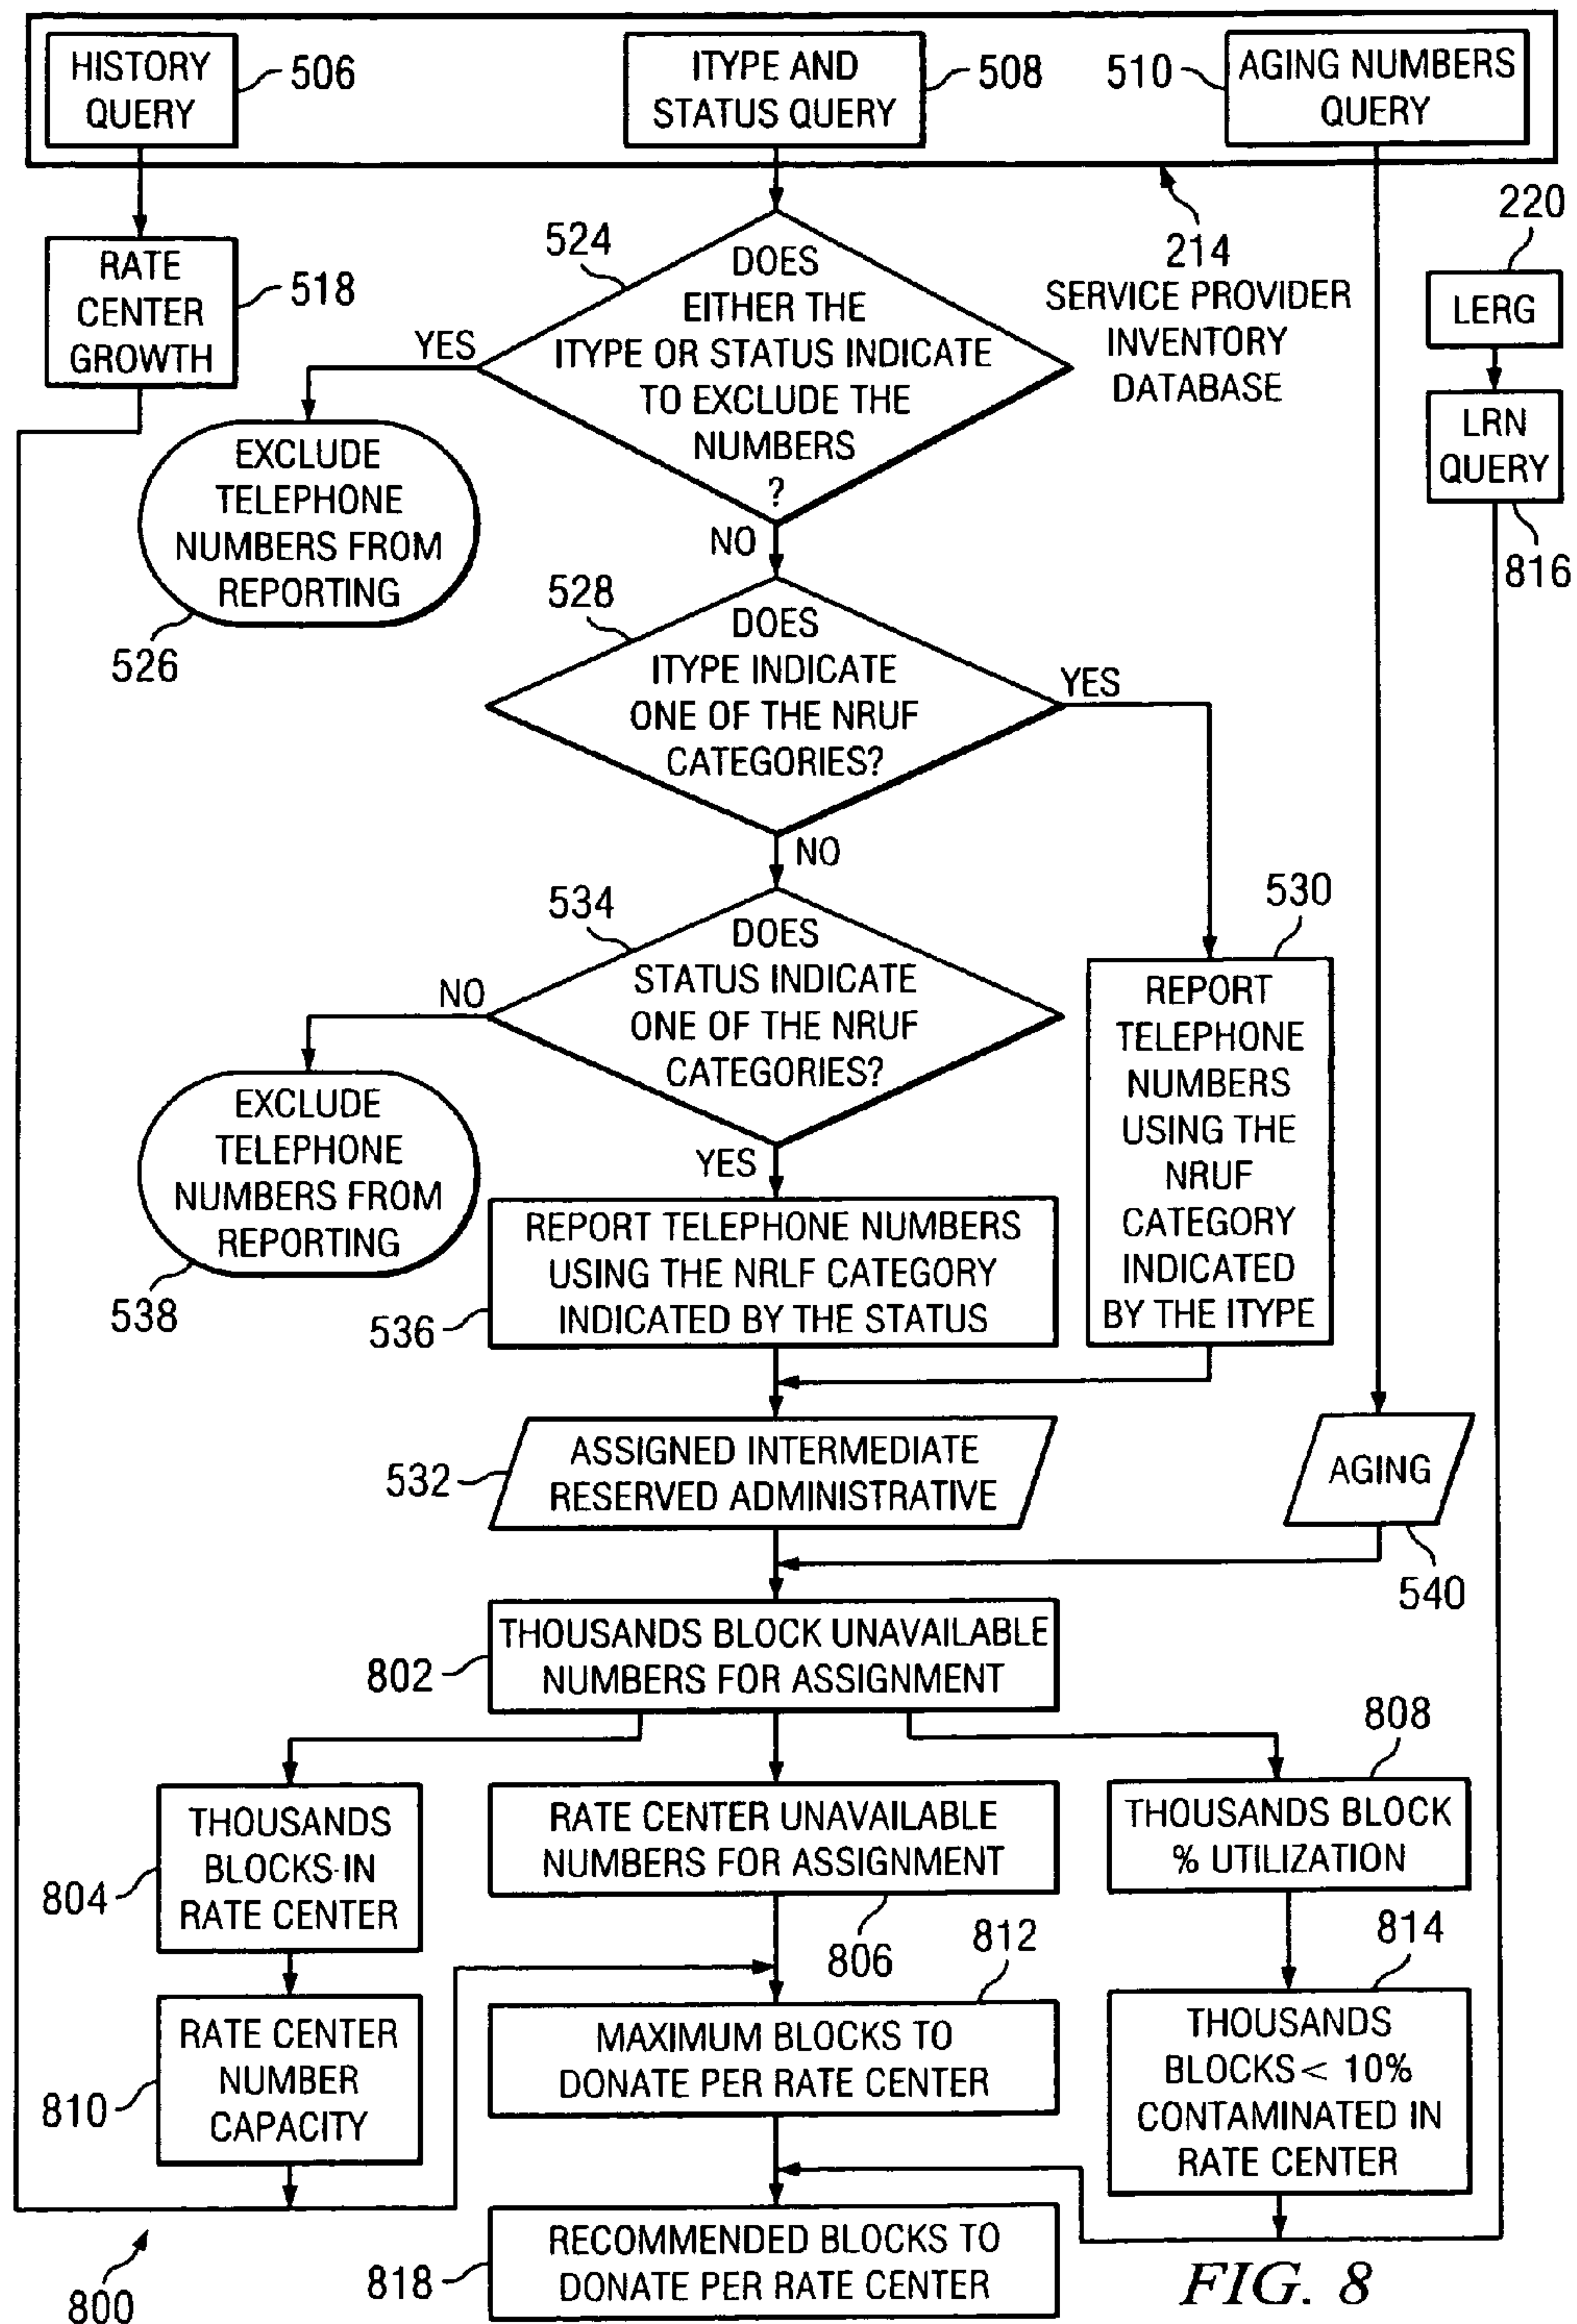 HISTORY
QUERY
506
ITYPE AND
STATUS QUERY
508
510
AGING NUMBERS
QUERY
RATE
CENTER
GROWTH
518
524
DOES
EITHER THE
ITYPE OR STATUS INDICATE
TO EXCLUDE THE
NUMBERS
?
YES
NO
214
SERVICE PROVIDER
INVENTORY
DATABASE
220
LERG
LRN
QUERY
816
EXCLUDE
TELEPHONE
NUMBERS FROM
REPORTING
526
528
DOES
ITYPE INDICATE
ONE OF THE NRUF
CATEGORIES?
YES
NO
534
DOES
STATUS INDICATE
ONE OF THE NRUF
CATEGORIES?
NO
YES
530
REPORT
TELEPHONE
NUMBERS
USING THE
NRUF
CATEGORY
INDICATED
BY THE ITYPE
EXCLUDE
TELEPHONE
NUMBERS FROM
REPORTING
538
REPORT TELEPHONE NUMBERS
USING THE NRLF CATEGORY
INDICATED BY THE STATUS
536
ASSIGNED INTERMEDIATE
RESERVED ADMINISTRATIVE
532
AGING
540
THOUSANDS BLOCK UNAVAILABLE
NUMBERS FOR ASSIGNMENT
802
THOUSANDS
BLOCKS-IN
RATE CENTER
804
RATE CENTER UNAVAILABLE
NUMBERS FOR ASSIGNMENT
806
808
THOUSANDS BLOCK
% UTILIZATION
RATE CENTER
NUMBER
CAPACITY
810
812
MAXIMUM BLOCKS TO
DONATE PER RATE CENTER
814
THOUSANDS
BLOCKS < 10%
CONTAMINATED IN
RATE CENTER
RECOMMENDED BLOCKS TO
DONATE PER RATE CENTER
818
800
FIG. 8